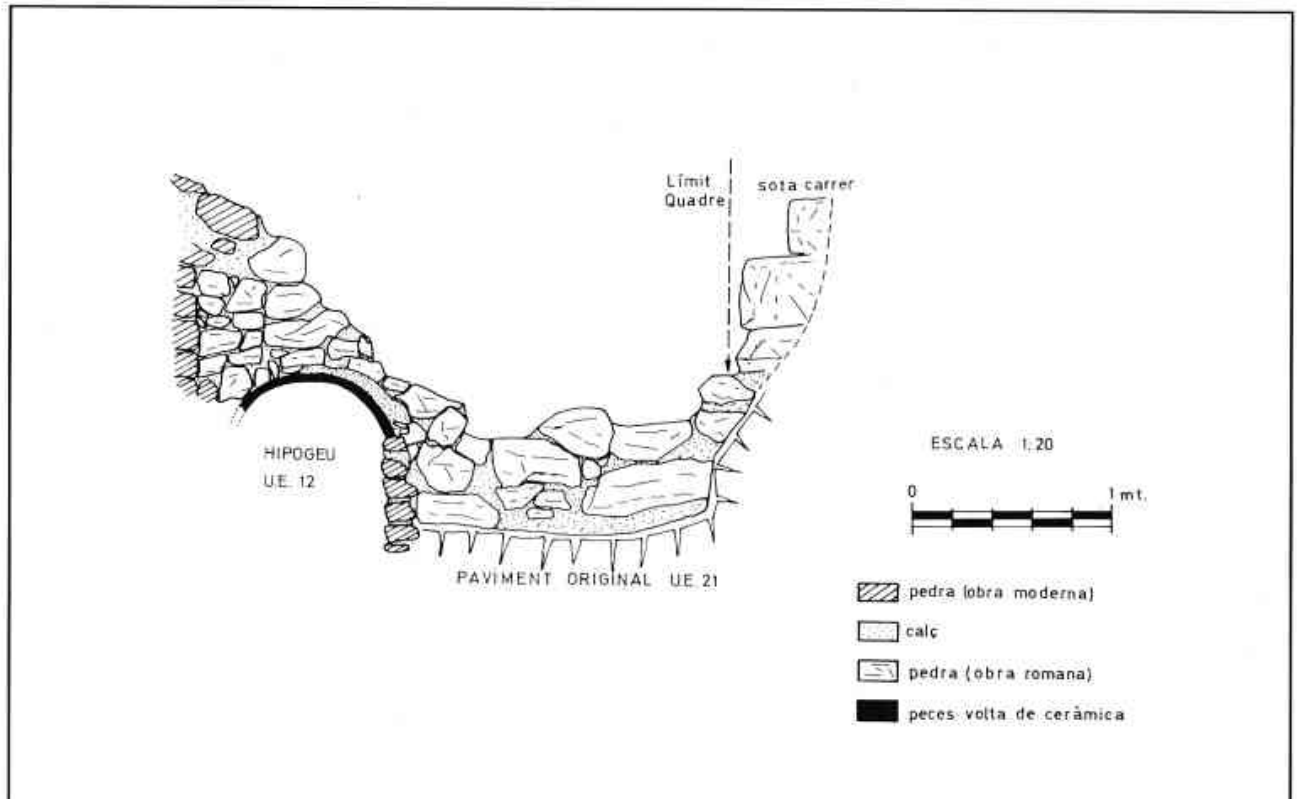 Límit
Quadre
sota carrer
HIPOGEU
U.E. 12
ESCALA 1:20
0
1 mt.
PAVIMENT ORIGINAL U.E. 21
pedra (obra moderna)
calç
pedra (obra romana)
peces volta de ceràmica